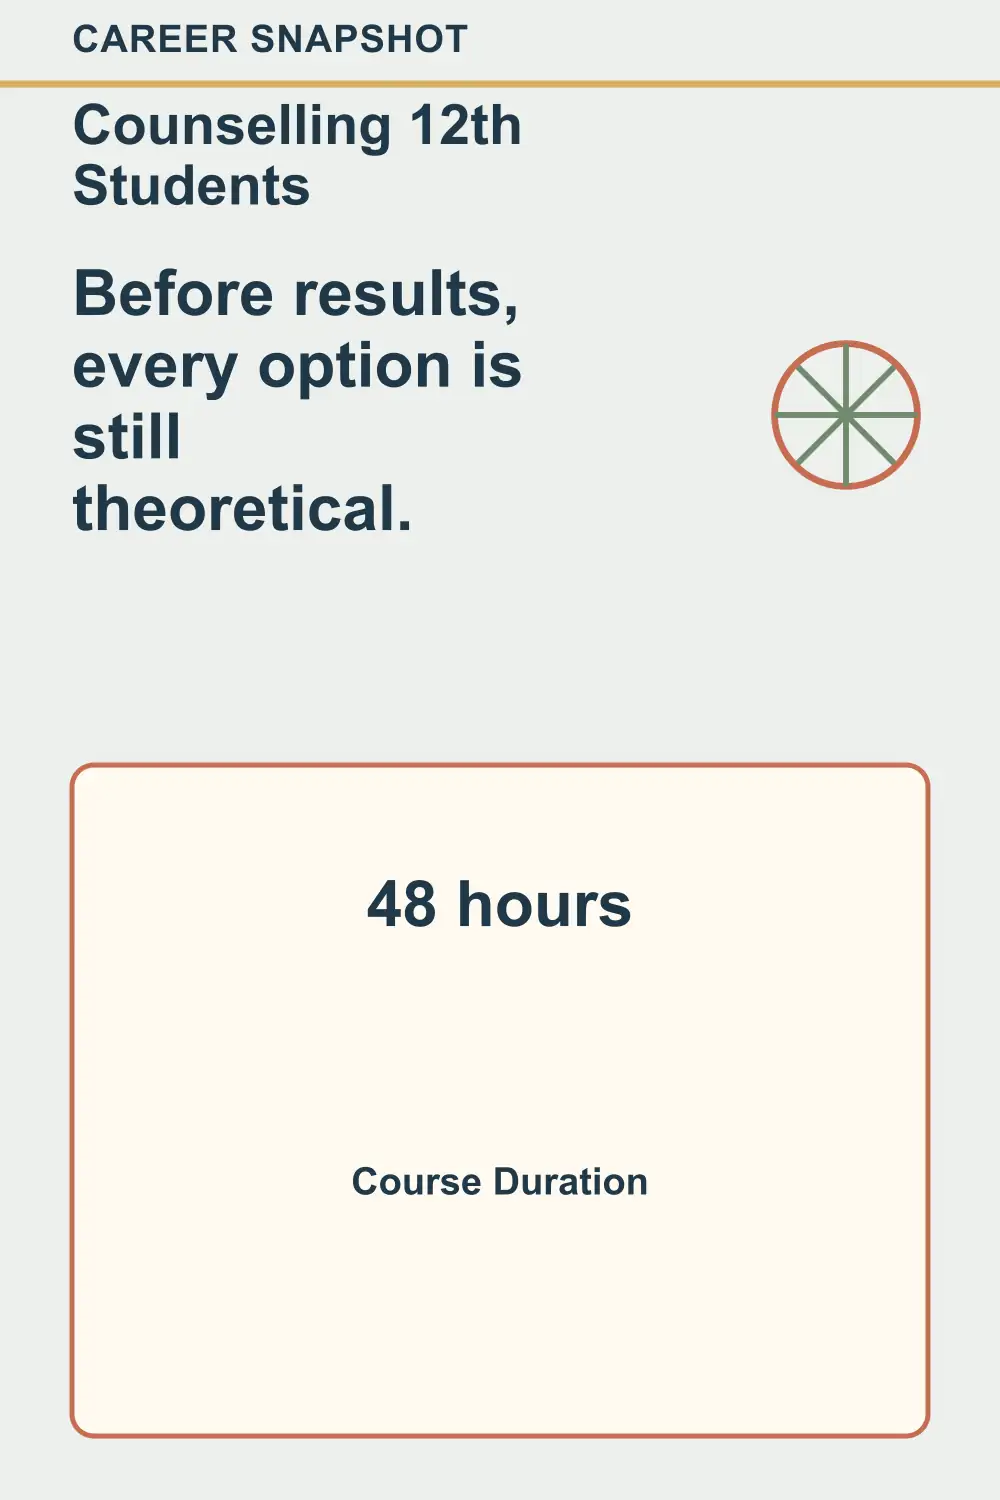 CAREER SNAPSHOT
Counselling 12th
Students
Before results,
every option is
still
theoretical.
48 hours
Course Duration